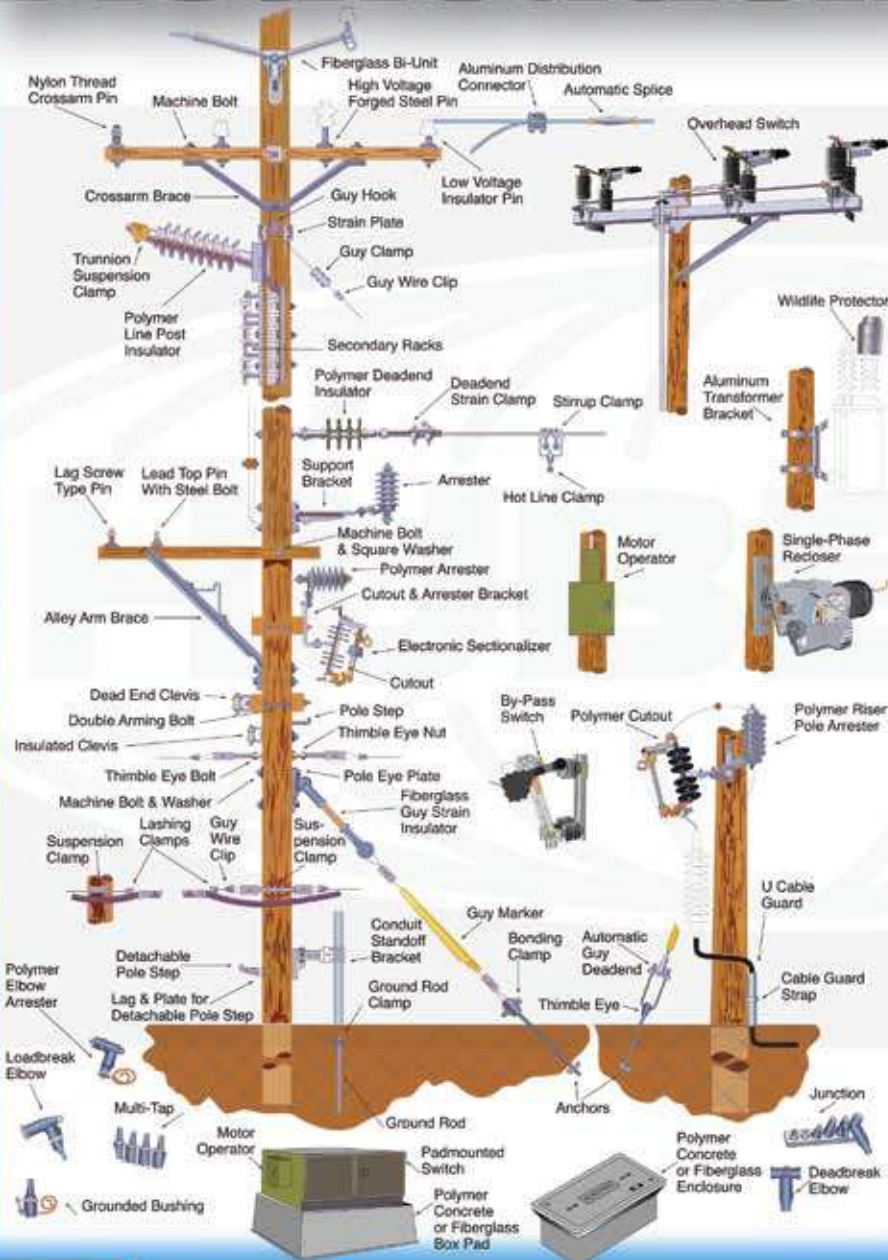 Fiberglass Bi-Unit
Nylon Thread
Crossarm Pin
Machine Bolt
High Voltage
Forged Steel Pin
Aluminum Distribution
Connector
Automatic Splice
Overhead Switch
Crossarm Brace
Guy Hook
Low Voltage
Insulator Pin
Strain Plate
Guy Clamp
Trunnion
Suspension
Clamp
Guy Wire Clip
Polymer
Line Post
Insulator
Wildlife Protector
Secondary Racks
Polymer Deadend
Insulator
Deadend
Strain Clamp
Stirrup Clamp
Aluminum
Transformer
Bracket
Lag Screw
Type Pin
Lead Top Pin
With Steel Bolt
Support
Bracket
Arrester
Hot Line Clamp
Machine Bolt
& Square Washer
Motor
Operator
Single-Phase
Recloser
Polymer Arrester
Cutout & Arrester Bracket
Alley Arm Brace
Electronic Sectionalizer
Cutout
Dead End Clevis
Double Arming Bolt
Pole Step
By-Pass
Switch
Polymer Cutout
Polymer Riser
Pole Arrester
Insulated Clevis
Thimble Eye Nut
Thimble Eye Bolt
Pole Eye Plate
Machine Bolt & Washer
Fiberglass
Guy Strain
Insulator
Suspension
Clamp
Lashing
Clamps
Guy
Wire
Clip
Sus-
pension
Clamp
U Cable
Guard
Guy Marker
Conduit
Standoff
Bracket
Bonding
Clamp
Automatic
Guy
Deadend
Detachable
Pole Step
Cable Guard
Strap
Polymer
Elbow
Arrester
Lag & Plate for
Detachable Pole Step
Ground Rod
Clamp
Thimble Eye
Loadbreak
Elbow
Multi-Tap
Ground Rod
Anchors
Junction
Motor
Operator
Padmounted
Switch
Polymer
Concrete
or Fiberglass
Enclosure
Deadbreak
Elbow
Grounded Bushing
Polymer
Concrete
or Fiberglass
Box Pad